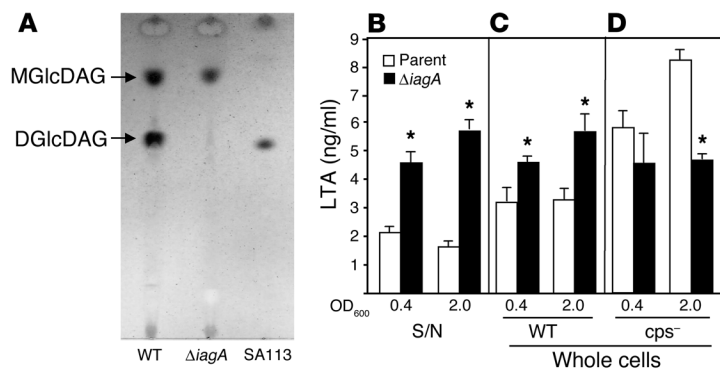 A
MGlcDAG
DGlcDAG
WT ΔiagA SA113
B C D
LTA (ng/ml)
9
8
7
6
5
4
3
2
1
Parent
ΔiagA
* * * * *
OD600 0.4 2.0 0.4 2.0 0.4 2.0
S/N WT cps–
Whole cells